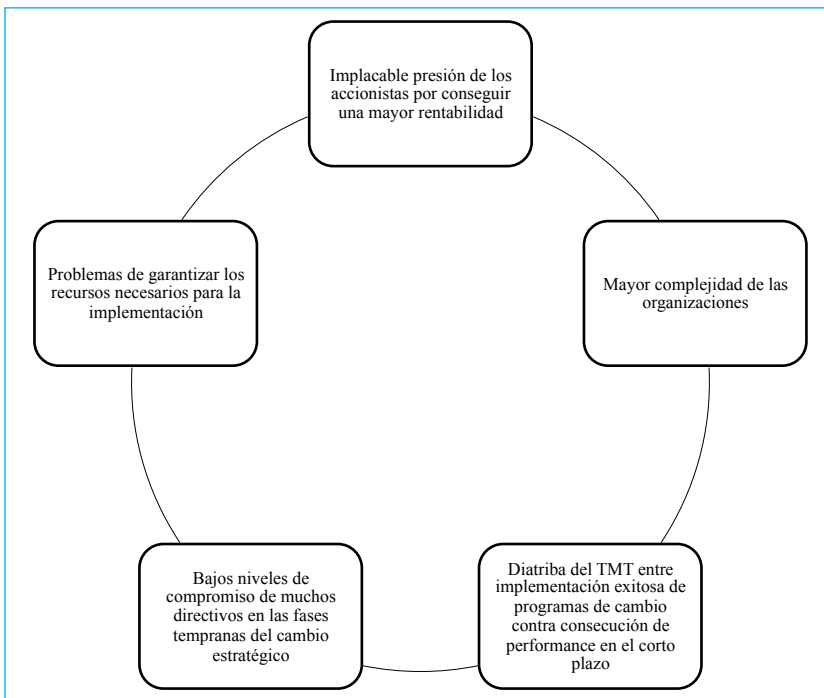 Implacable presión de los
accionistas por conseguir
una mayor rentabilidad
Mayor complejidad de las
organizaciones
Diatriba del TMT entre
implementación exitosa de
programas de cambio
contra consecución de
performance en el corto
plazo
Bajos niveles de
compromiso de muchos
directivos en las fases
tempranas del cambio
estratégico
Problemas de garantizar los
recursos necesarios para la
implementación